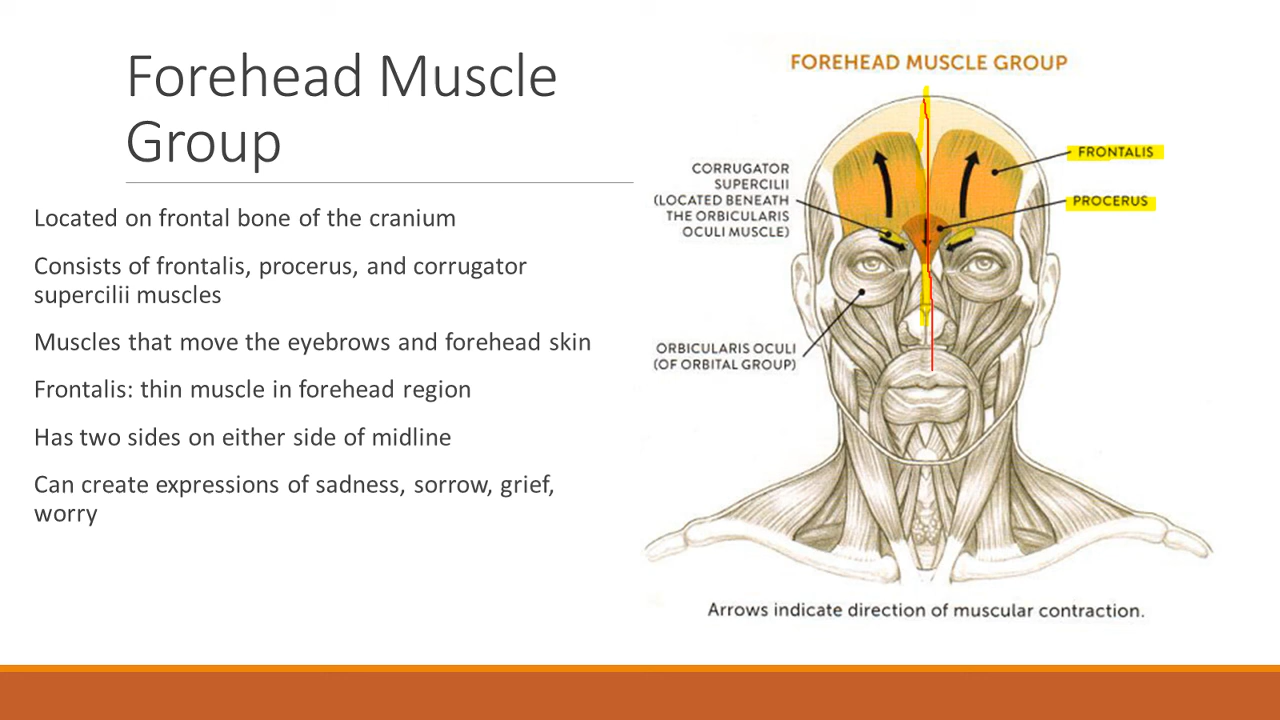 Forehead Muscle
Group
Located on frontal bone of the cranium
Consists of frontalis, procerus, and corrugator
supercilii muscles
Muscles that move the eyebrows and forehead skin
Frontalis: thin muscle in forehead region
Has two sides on either side of midline
Can create expressions of sadness, sorrow, grief,
worry
FOREHEAD MUSCLE GROUP
FRONTALIS
CORRUGATOR
SUPERCILII
(LOCATED BENEATH
THE ORBICULARIS
OCULI MUSCLE)
PROCERUS
ORBICULARIS OCULI
(OF ORBITAL GROUP)
Arrows indicate direction of muscular contraction.